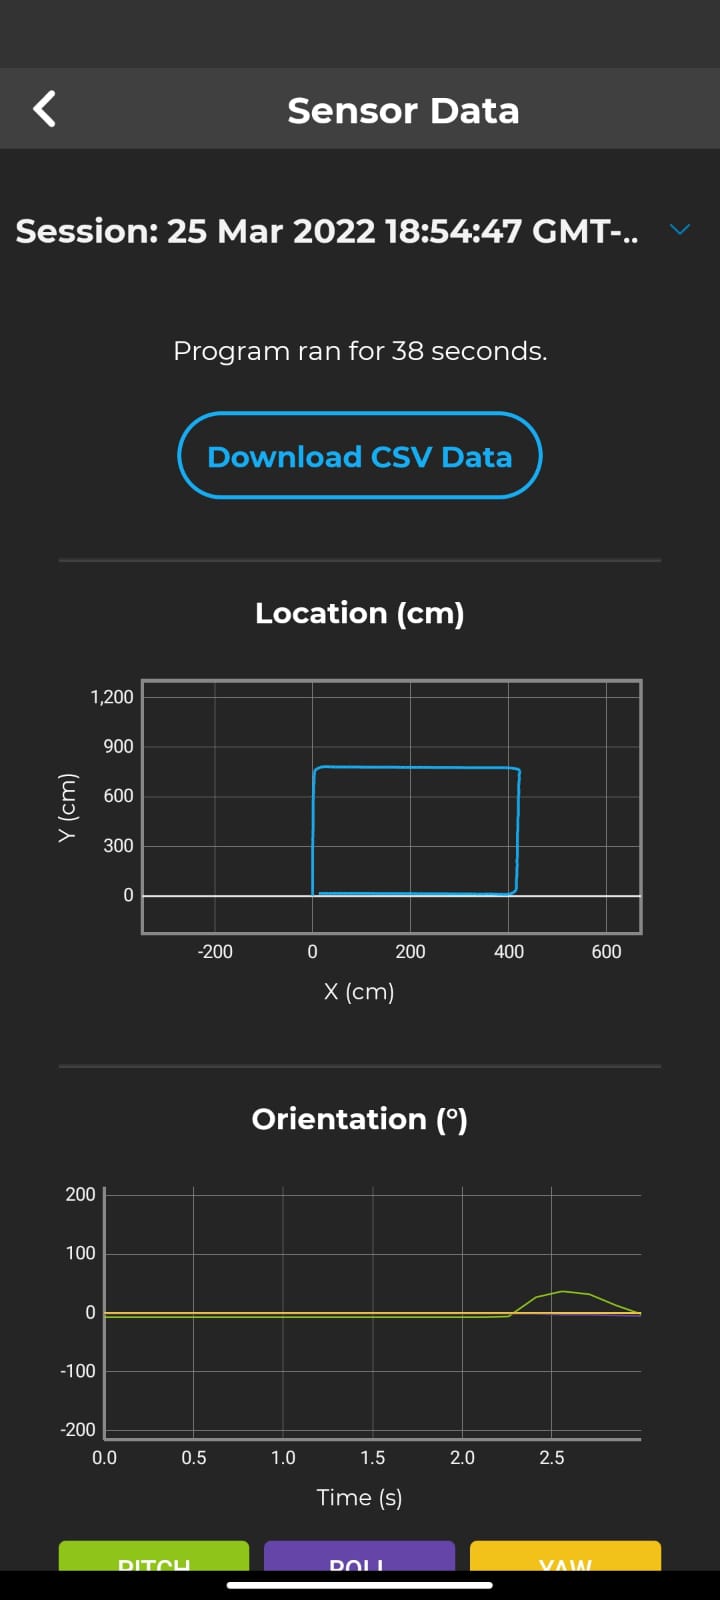 Sensor Data
Session: 25 Mar 2022 18:54:47 GMT-..
Program ran for 38 seconds.
Download CSV Data
Location (cm)
1,200
900
600
300
0
Y (cm)
-200 0 200 400 600
X (cm)
Orientation (°)
200
100
0
-100
-200
0.0 0.5 1.0 1.5 2.0 2.5
Time (s)
PITCH ROLL YAW